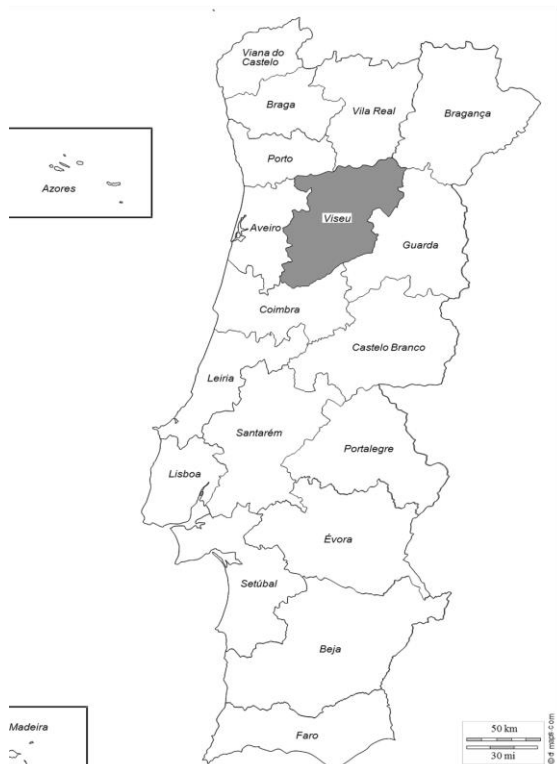 Viana do
Castelo
Braga
Vila Real
Bragança
Porto
Azores
Aveiro
Viseu
Guarda
Coimbra
Castelo Branco
Leiria
Santarém
Portalegre
Lisboa
Évora
Setúbal
Beja
Madeira
Faro
50 km
30 mi